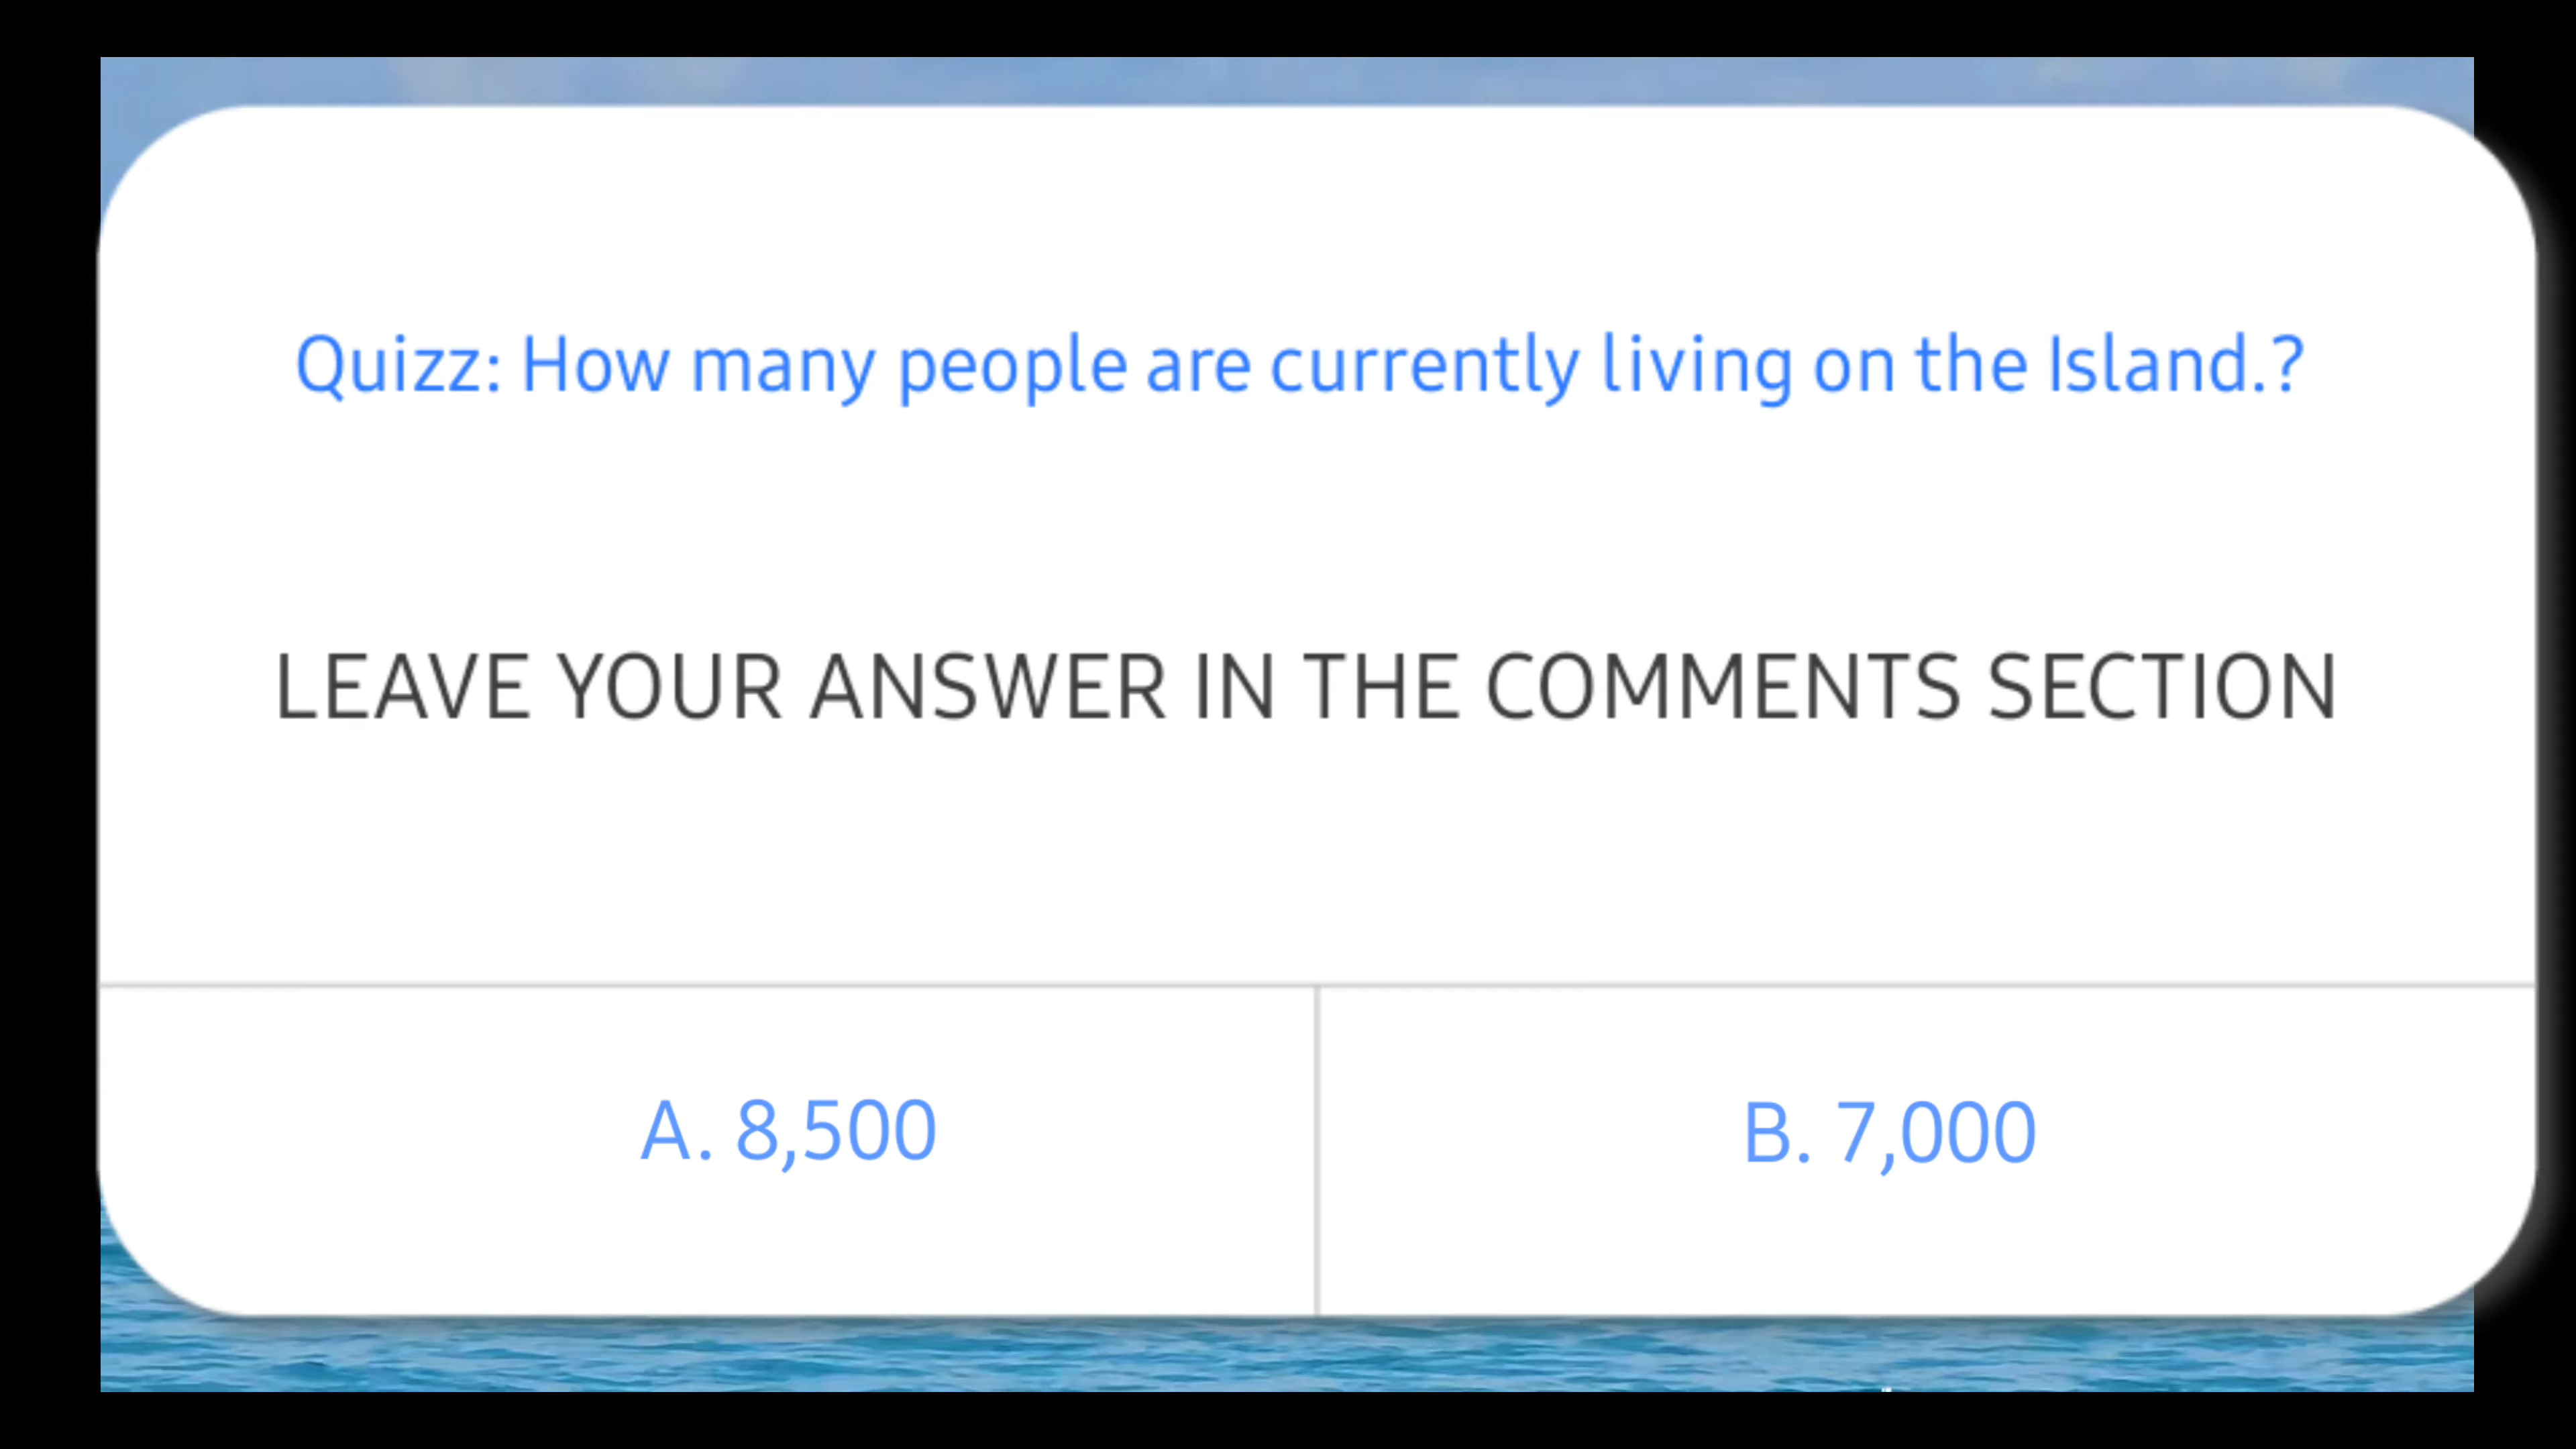 Quizz: How many people are currently living on the Island.?
LEAVE YOUR ANSWER IN THE COMMENTS SECTION
A. 8,500
B. 7,000